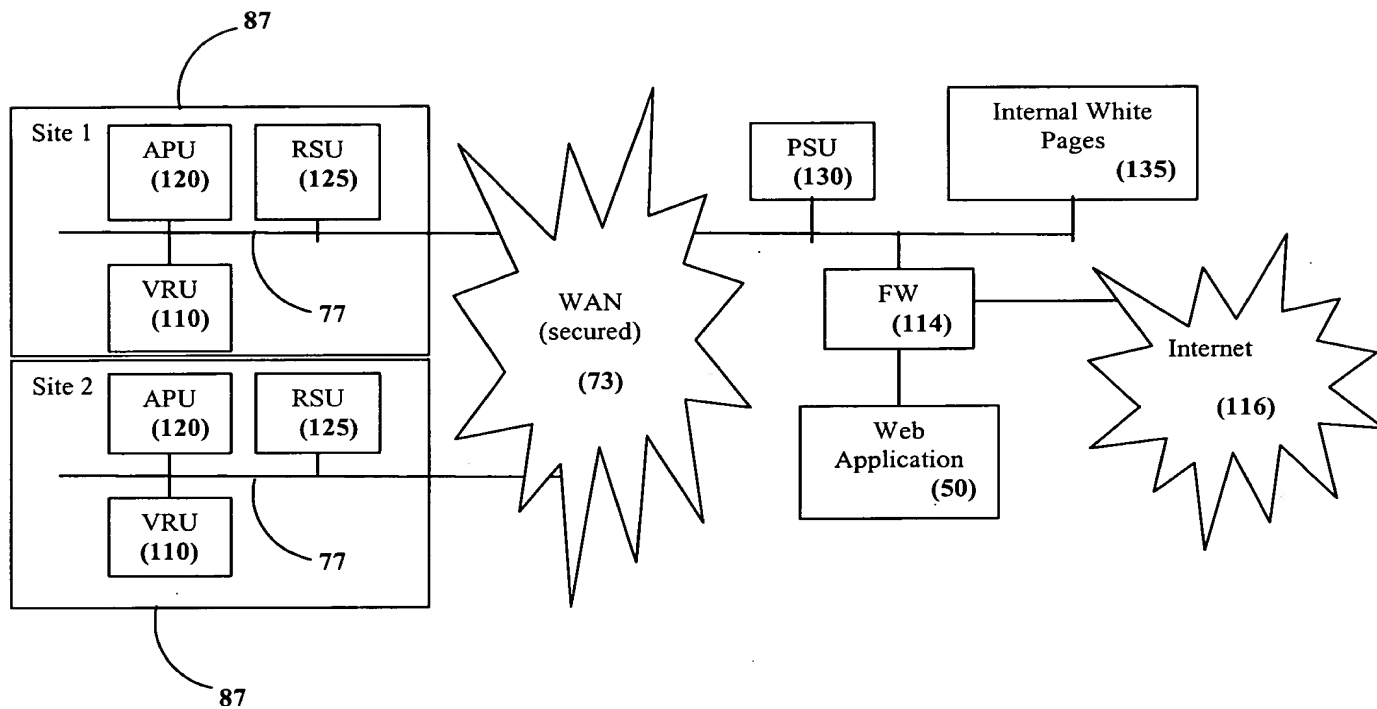 87
Site 1
APU
(120)
RSU
(125)
VRU
(110)
77
Site 2
APU
(120)
RSU
(125)
VRU
(110)
77
87
WAN
(secured)
(73)
PSU
(130)
Internal White
Pages
(135)
FW
(114)
Web
Application
(50)
Internet
(116)